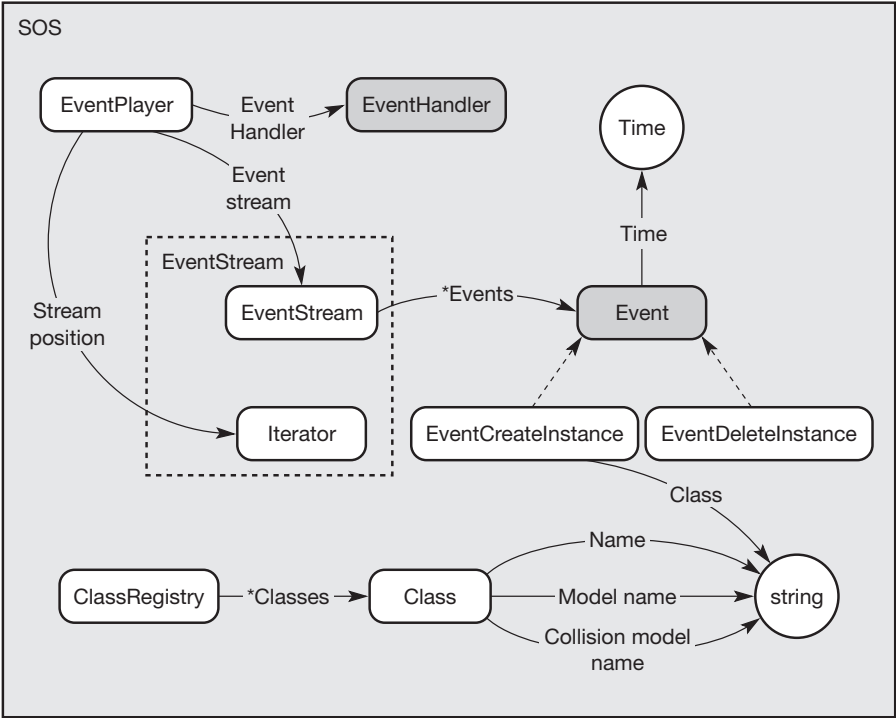 SOS
EventPlayer
Event
Handler
EventHandler
Time
Event
stream
Time
EventStream
EventStream
*Events
Event
Stream
position
Iterator
EventCreateInstance
EventDeleteInstance
Class
Name
ClassRegistry
*Classes
Class
Model name
string
Collision model
name